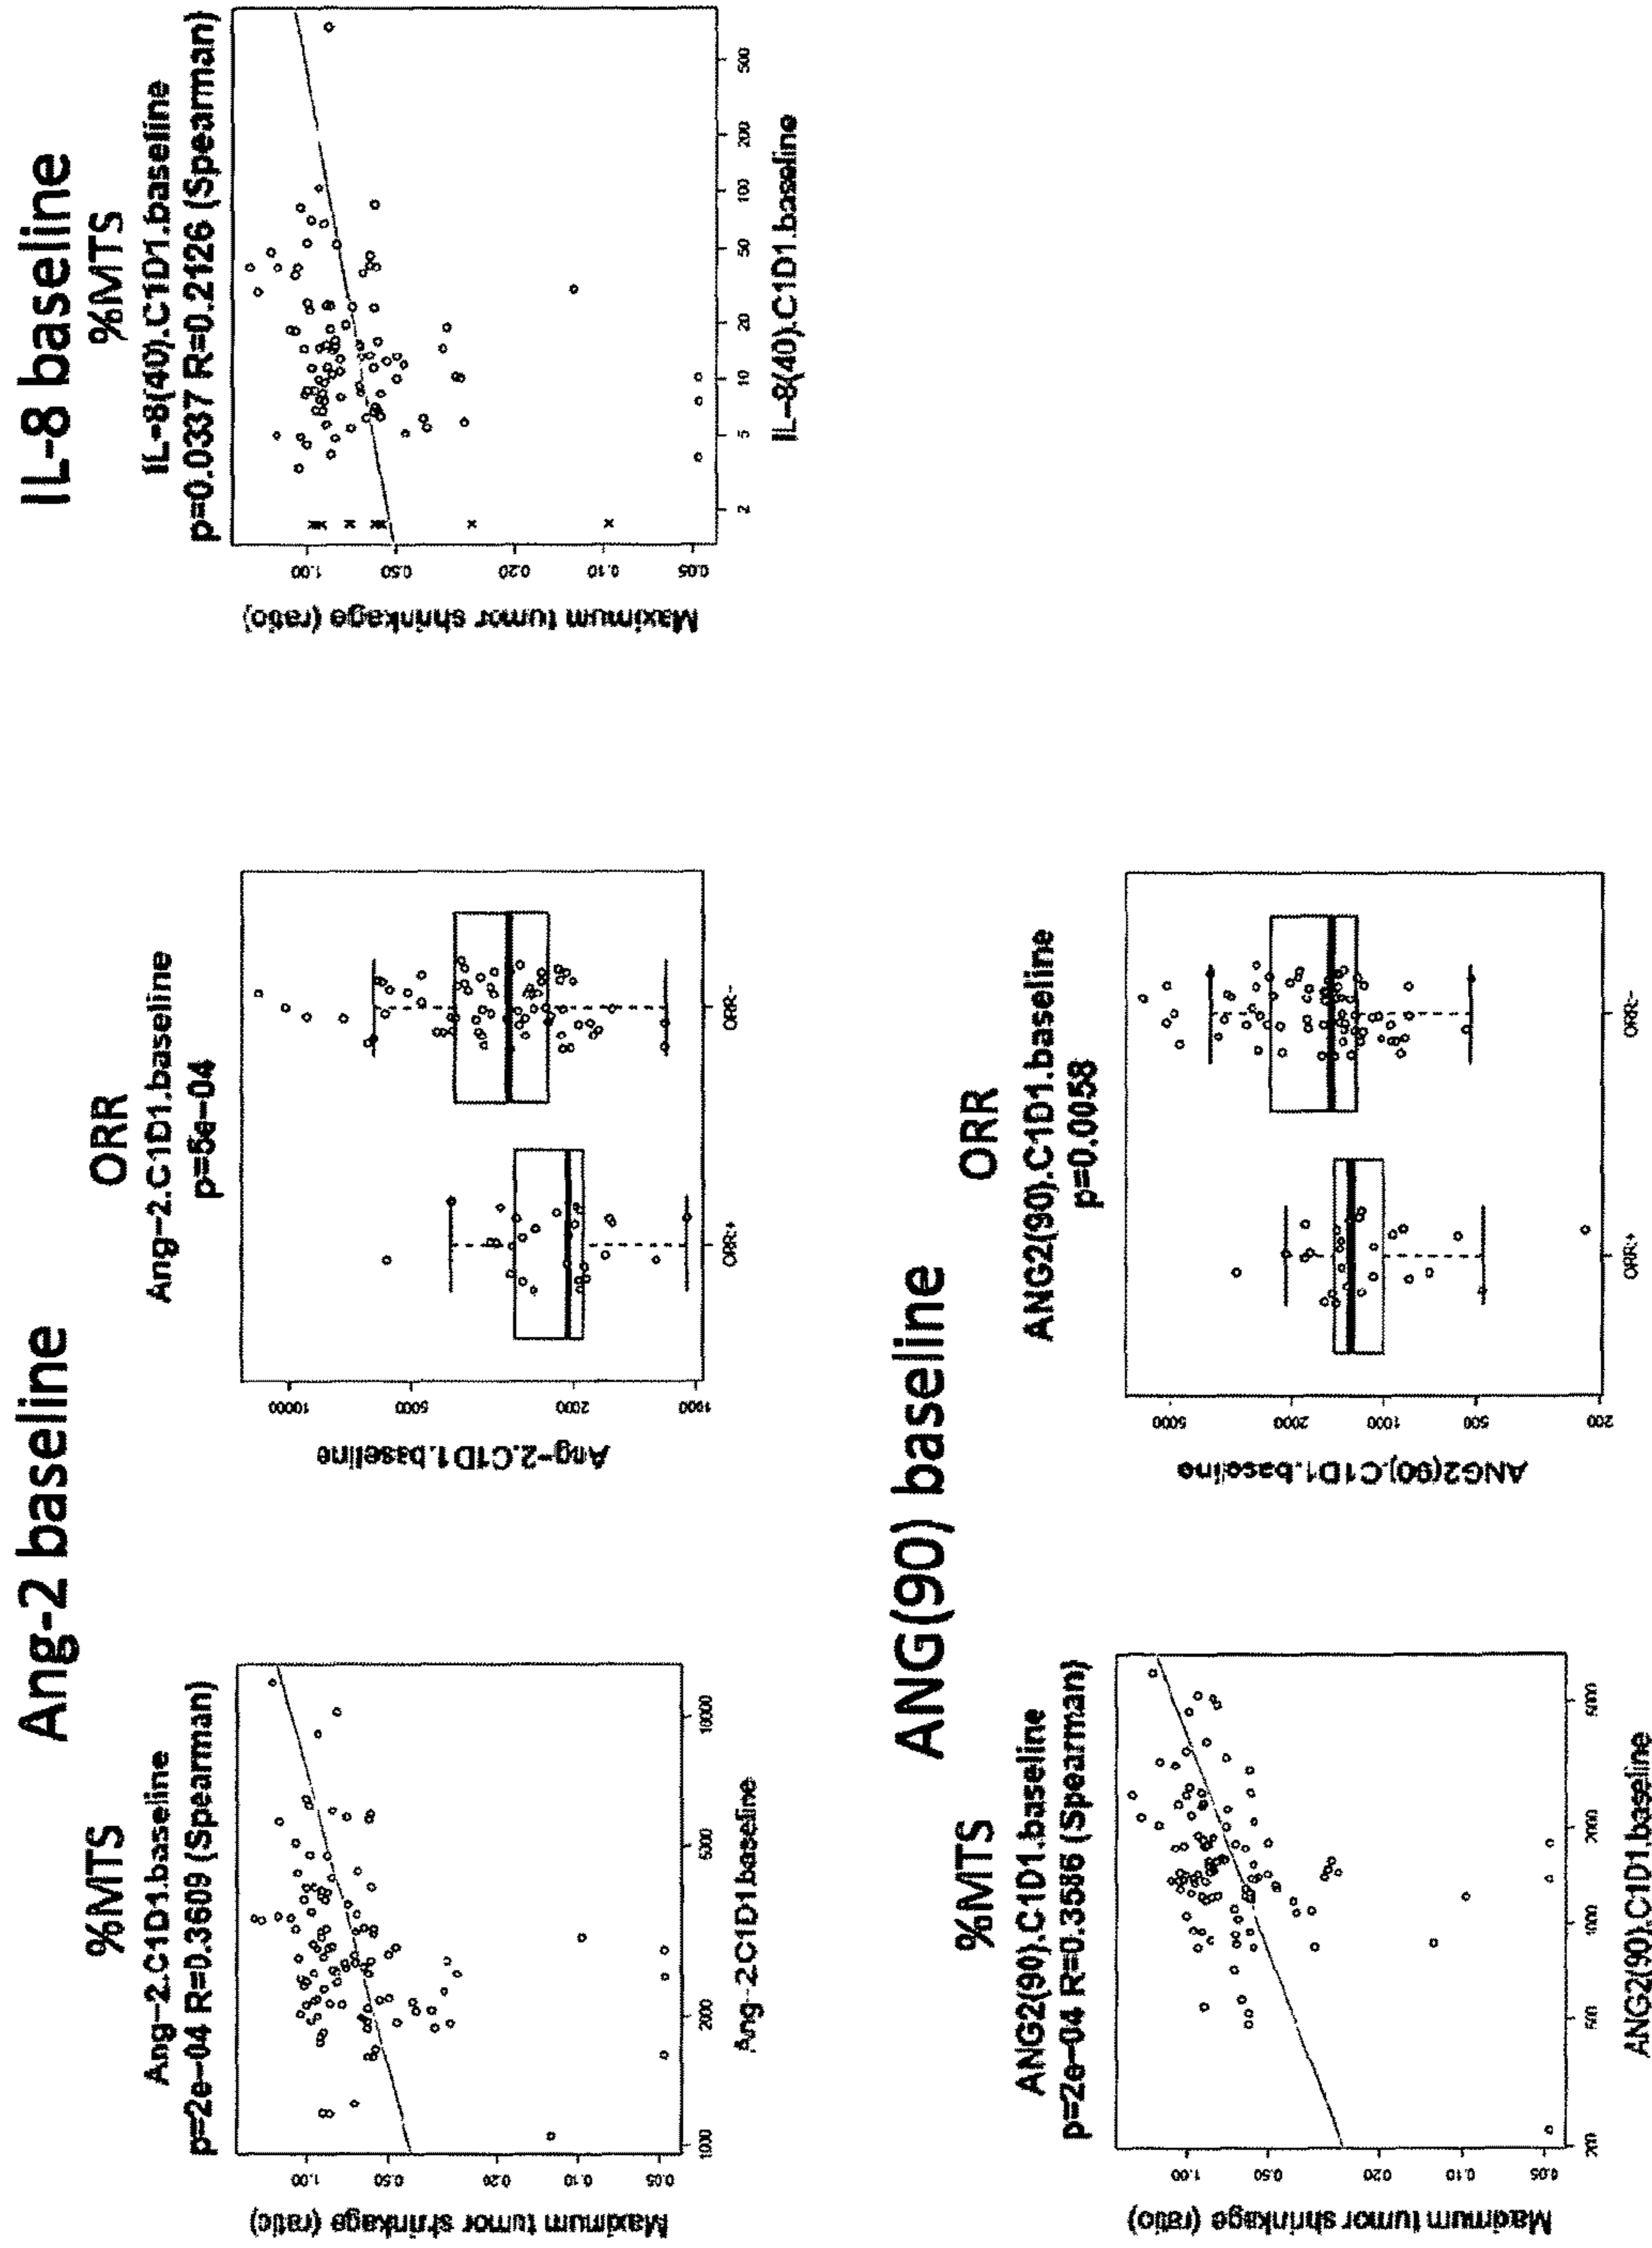 Ang-2 baseline
%MTS
Ang-2.C1D1.baseline
p=2e-04 R=0.3609 (Spearman)
Maximum tumor shrinkage (ratio)
1.00
0.50
0.20
0.10
0.05
1000 2000 5000 10000
Ang-2.C1D1.baseline
ORR
Ang-2.C1D1.baseline
p=5e-04
Ang-2.C1D1.baseline
10000
5000
2000
1000
ORR:+ ORR:-
IL-8 baseline
%MTS
IL-8(40).C1D1.baseline
p=0.0337 R=0.2126 (Spearman)
Maximum tumor shrinkage (ratio)
1.00
0.50
0.20
0.10
0.05
2 5 10 20 50 100 200 500
IL-8(40).C1D1.baseline
ANG(90) baseline
%MTS
ANG2(90).C1D1.baseline
p=2e-04 R=0.3586 (Spearman)
Maximum tumor shrinkage (ratio)
1.00
0.50
0.20
0.10
0.05
200 500 1000 2000 5000
ANG2(90).C1D1.baseline
ORR
ANG2(90).C1D1.baseline
p=0.0058
ANG2(90).C1D1.baseline
5000
2000
1000
500
200
ORR:+ ORR:-